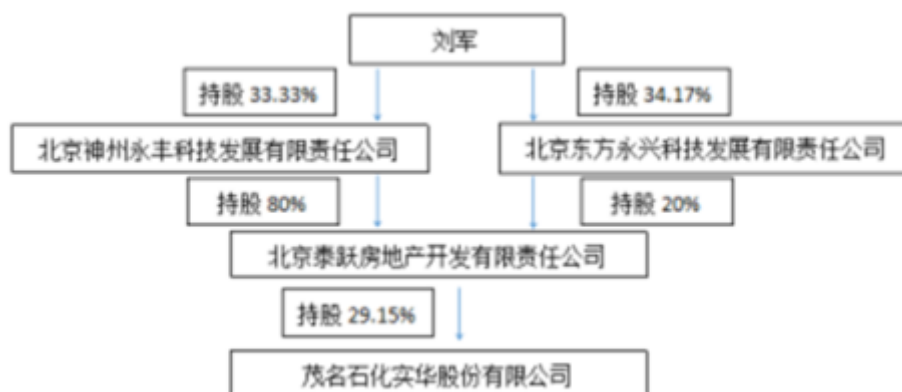 刘军
持股 33.33%
持股 34.17%
北京神州永丰科技发展有限责任公司
北京东方永兴科技发展有限责任公司
持股 80%
持股 20%
北京泰跃房地产开发有限责任公司
持股 29.15%
茂名石化实华股份有限公司